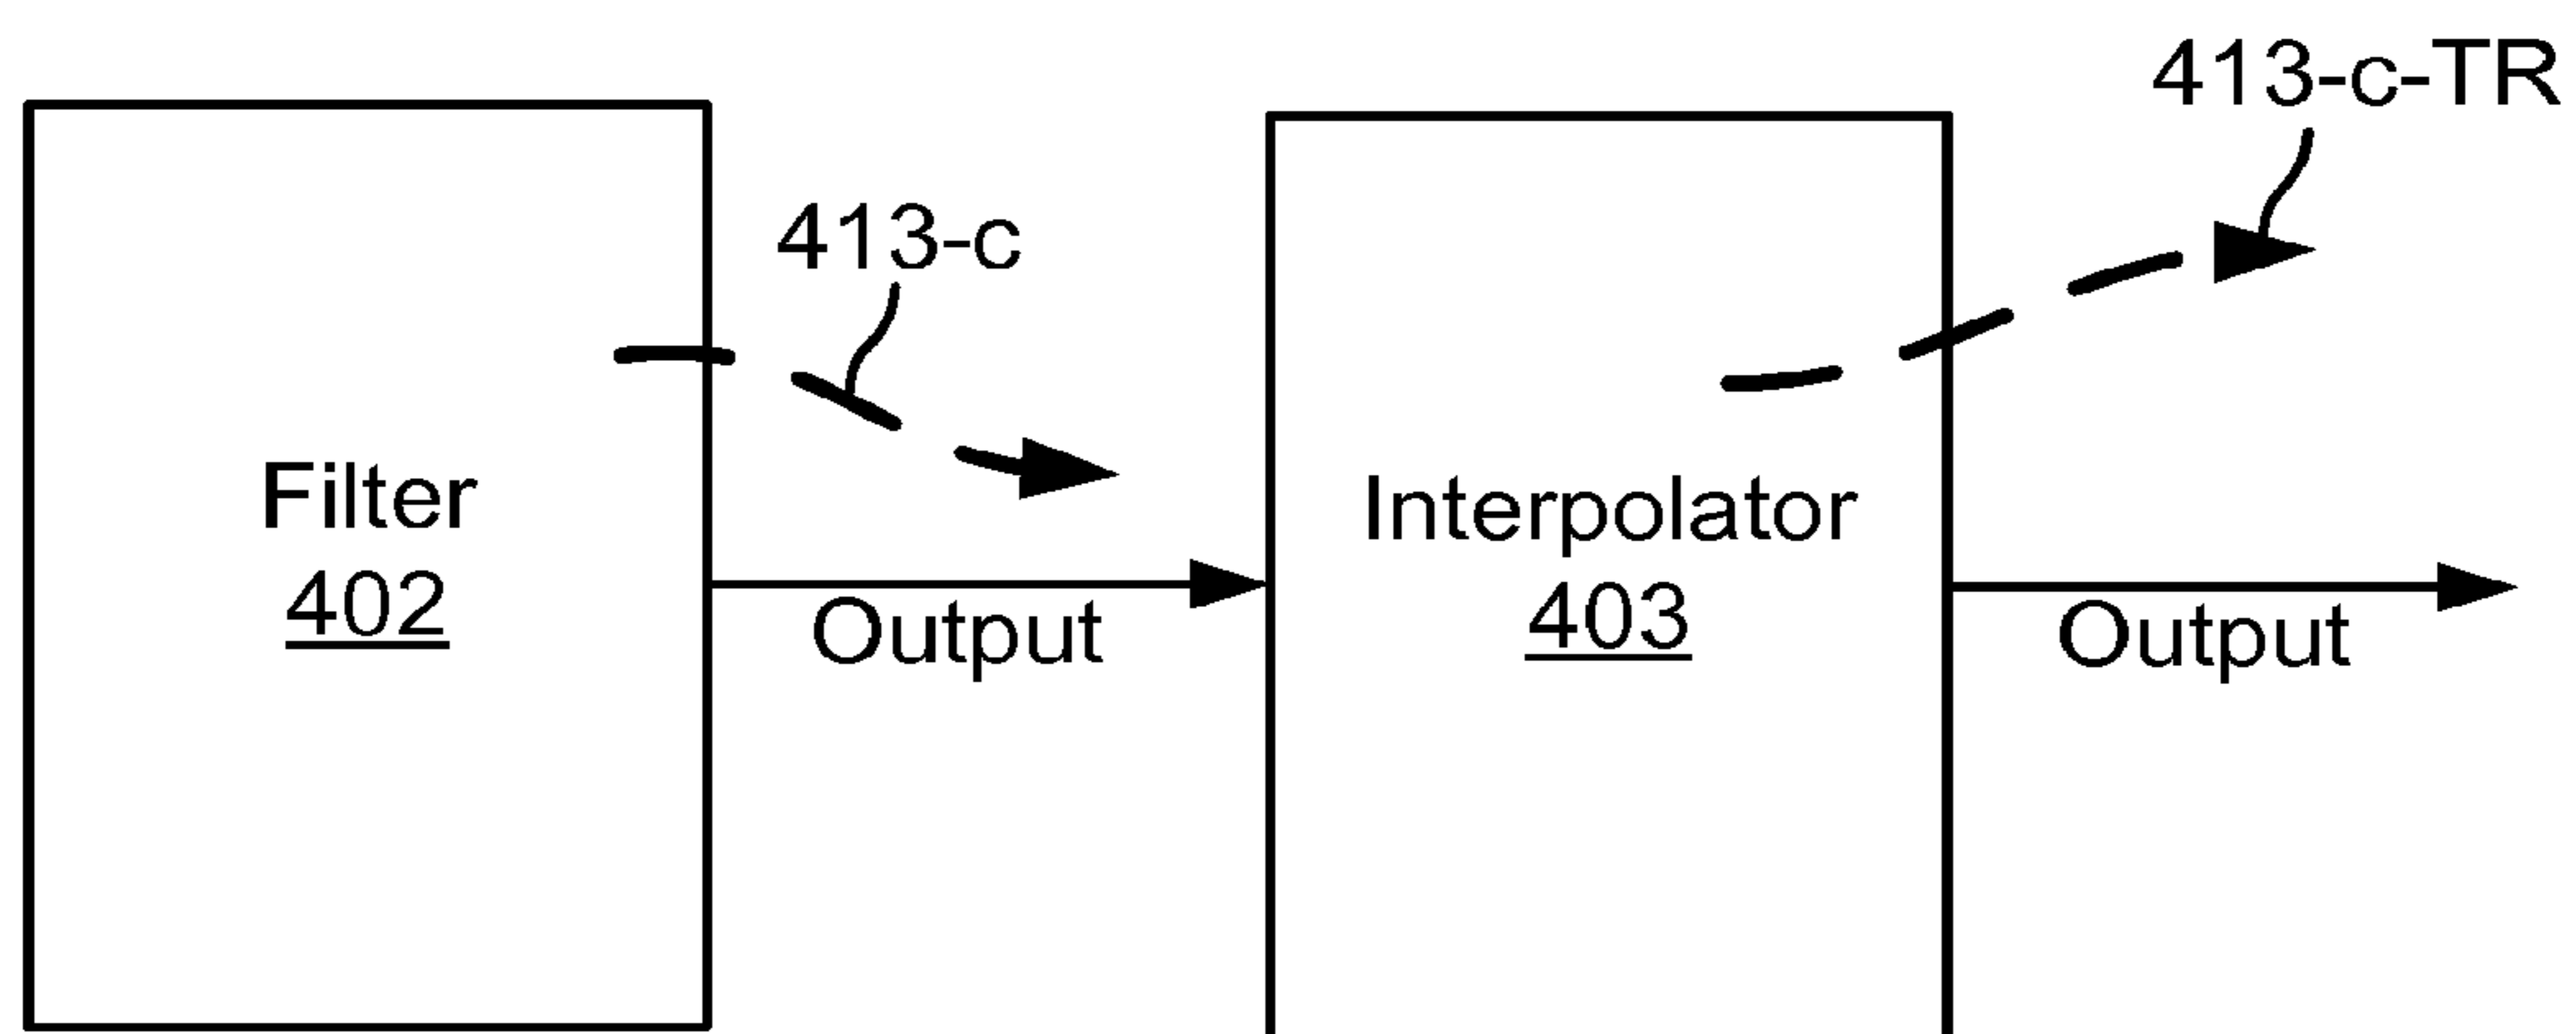 413-c-TR
413-c
Filter
402
Interpolator
403
Output
Output